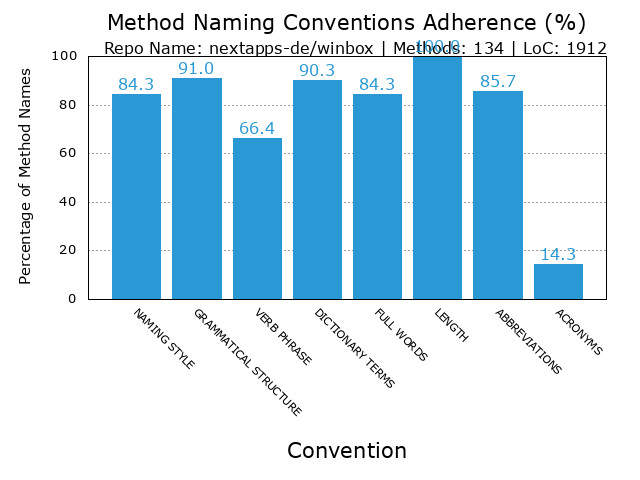 Method Naming Conventions Adherence (%)
Repo Name: nextapps-de/winbox | Methods: 134 | LoC: 1912
Percentage of Method Names
100
80
60
40
20
0
84.3
91.0
66.4
90.3
84.3
100.0
85.7
14.3
NAMING STYLE
GRAMMATICAL STRUCTURE
VERB PHRASE
DICTIONARY TERMS
FULL WORDS
LENGTH
ABBREVIATIONS
ACRONYMS
Convention